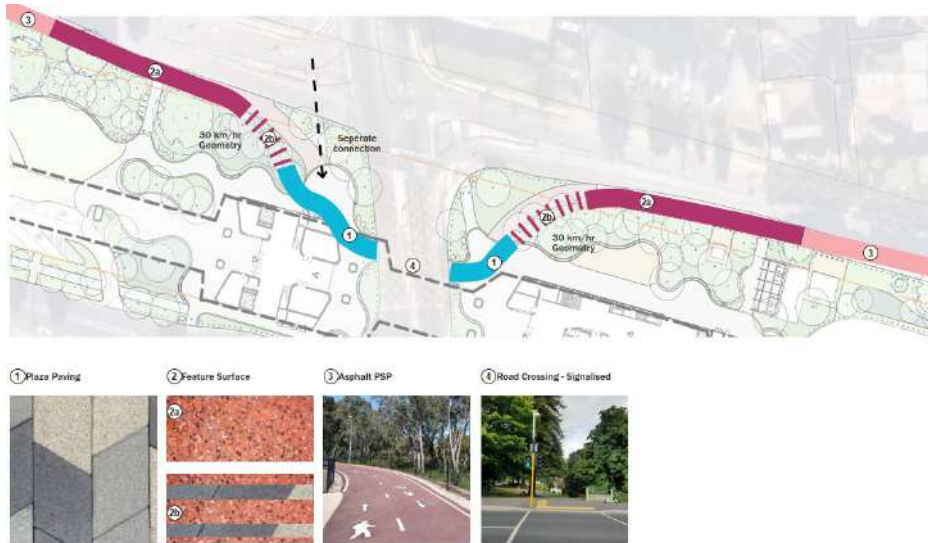 3
2a
30 km/hr
Geometry
2b
Seperate
connection
1
4
1
2b
30 km/hr
Geometry
2a
3
1 Plaza Paving
2 Feature Surface
3 Asphalt PSP
4 Road Crossing - Signalised
2a
2b